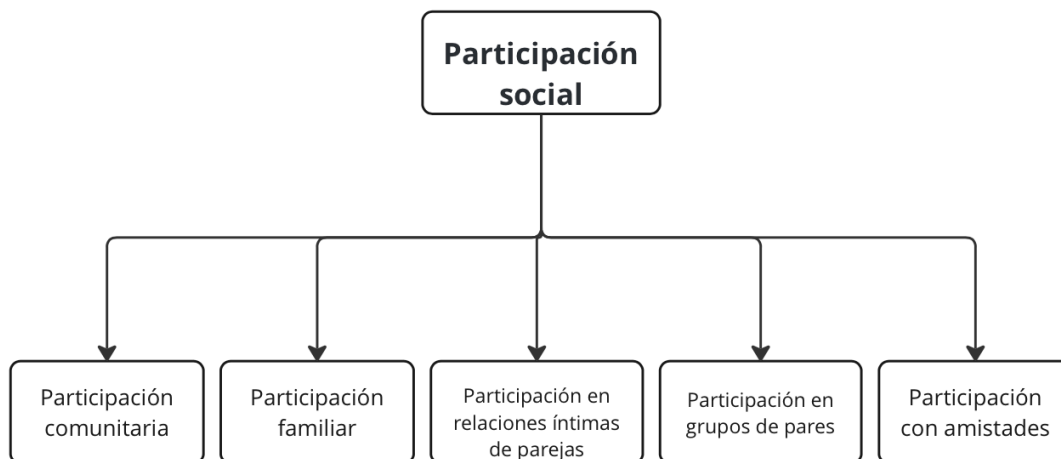 Participación
social
Participación
comunitaria
Participación
familiar
Participación en
relaciones íntimas
de parejas
Participación en
grupos de pares
Participación
con amistades